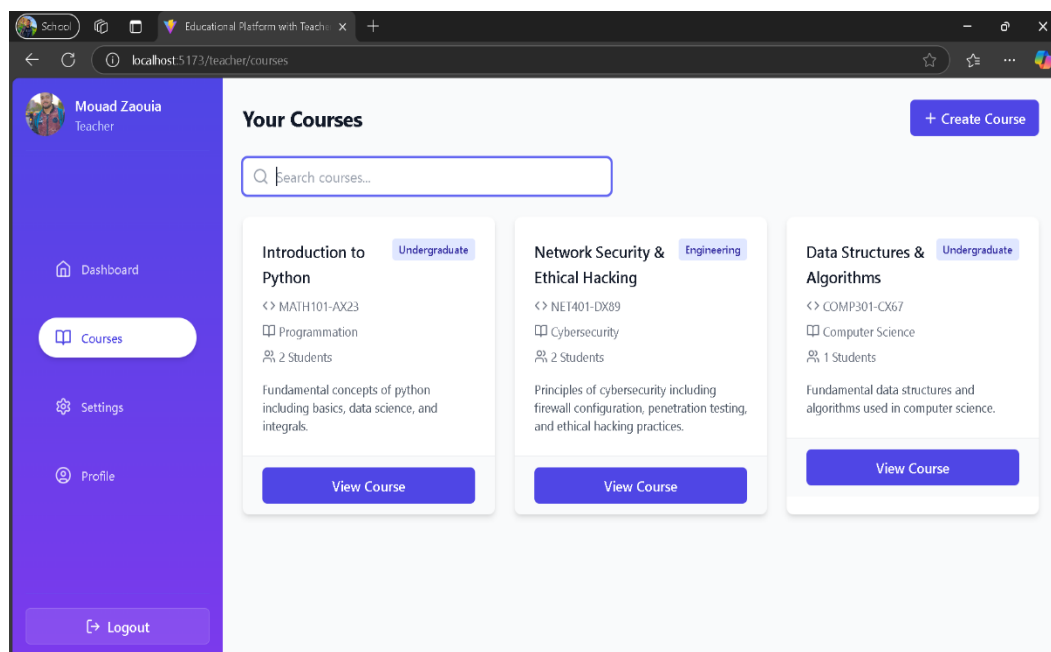 School
Educational Platform with Teache
localhost:5173/teacher/courses
Mouad Zaouia
Teacher
Dashboard
Courses
Settings
Profile
Logout
Your Courses
+ Create Course
Search courses...
Introduction to
Python
Undergraduate
<> MATH101-AX23
Programmation
2 Students
Fundamental concepts of python
including basics, data science, and
integrals.
View Course
Network Security &
Ethical Hacking
Engineering
<> NET401-DX89
Cybersecurity
2 Students
Principles of cybersecurity including
firewall configuration, penetration testing,
and ethical hacking practices.
View Course
Data Structures &
Algorithms
Undergraduate
<> COMP301-CX67
Computer Science
1 Students
Fundamental data structures and
algorithms used in computer science.
View Course